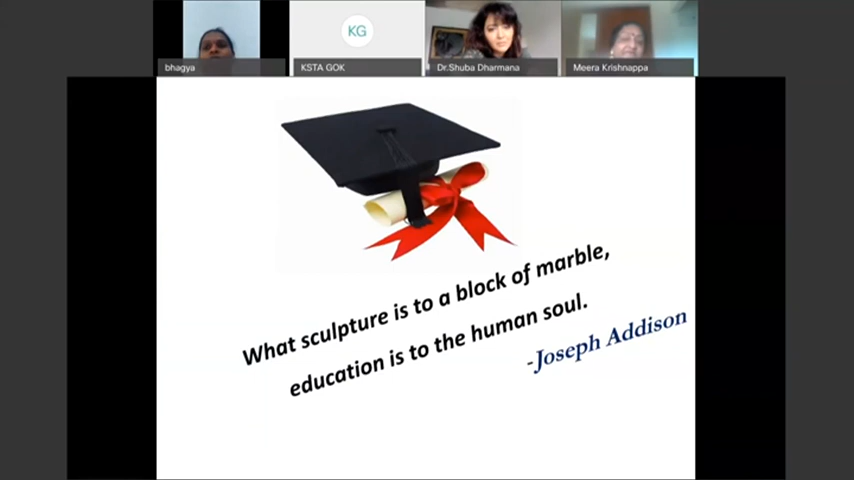 KG
bhagya
KSTA GOK
Dr.Shuba Dharmana
Meera Krishnappa
What sculpture is to a block of marble,
education is to the human soul.
-Joseph Addison